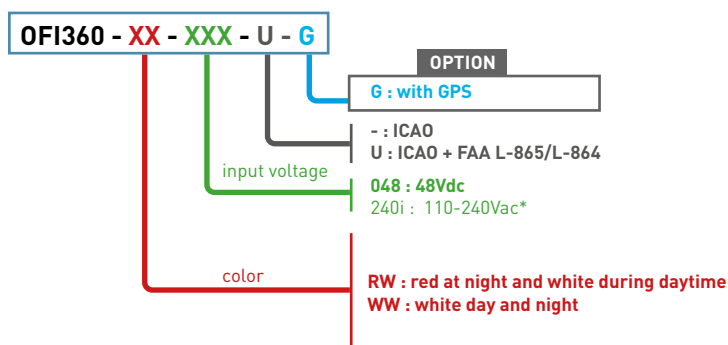 OFI360 - XX - XXX - U - G
OPTION
G : with GPS
- : ICAO
U : ICAO + FAA L-865/L-864
input voltage
048 : 48Vdc
240i : 110-240Vac*
color
RW : red at night and white during daytime
WW : white day and night